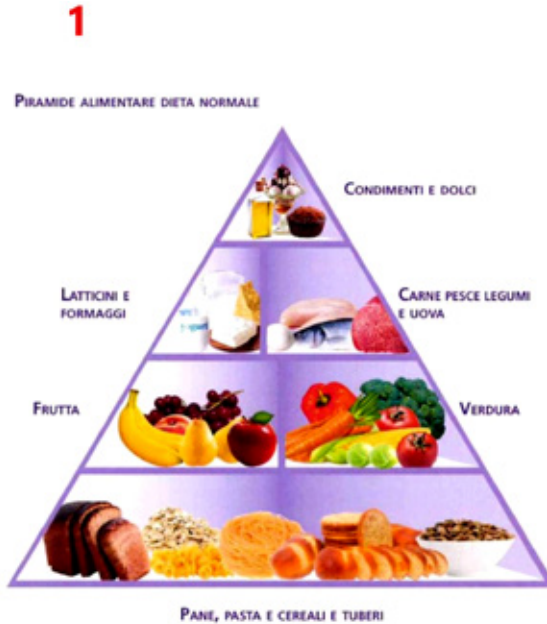 1
PIRAMIDE ALIMENTARE DIETA NORMALE
CONDIMENTI E DOLCI
LATTICINI E
FORMAGGI
CARNE PESCE LEGUMI
E UOVA
FRUTTA
VERDURA
PANE, PASTA E CEREALI E TUBERI